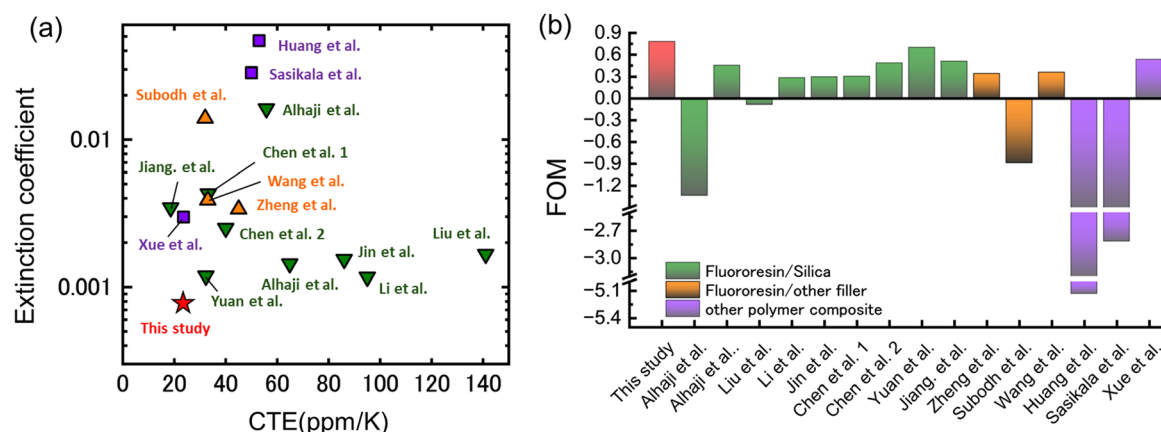 (a)
Extinction coefficient
0.01
0.001
Huang et al.
Sasikala et al.
Subodh et al.
Alhaji et al.
Chen et al. 1
Jiang. et al.
Wang et al.
Zheng et al.
Xue et al.
Chen et al. 2
Liu et al.
Jin et al.
Alhaji et al.
Li et al.
Yuan et al.
This study
0 20 40 60 80 100 120 140
CTE(ppm/K)
(b)
FOM
0.9
0.6
0.3
0.0
−0.3
−0.6
−0.9
−1.2
−2.7
−3.0
−5.1
−5.4
Fluororesin/Silica
Fluororesin/other filler
other polymer composite
This study
Alhaji et al.
Alhaji et al..
Liu et al.
Li et al.
Jin et al.
Chen et al. 1
Chen et al. 2
Yuan et al.
Jiang. et al.
Zheng et al.
Subodh et al.
Wang et al.
Huang et al.
Sasikala et al.
Xue et al.